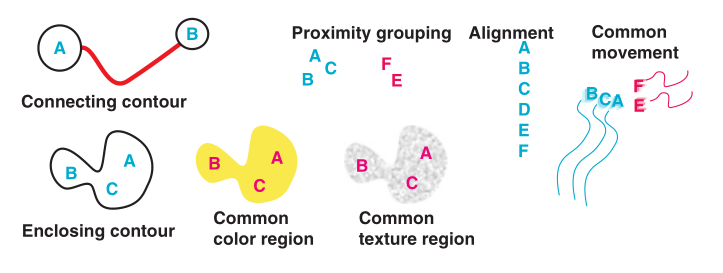 A
B
Connecting contour
Proximity grouping
A
B
C
F
E
Alignment
A
B
C
D
E
F
Common
movement
B C A
F
E
B
A
C
Enclosing contour
B
A
C
Common
color region
B
A
C
Common
texture region